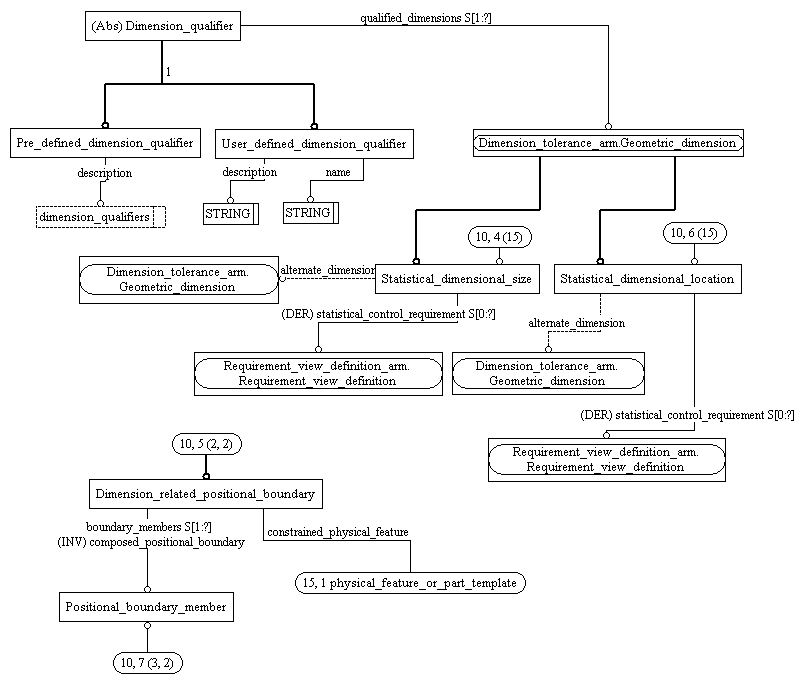 qualified_dimensions S[1:?]
(Abs) Dimension_qualifier
1
Pre_defined_dimension_qualifier
User_defined_dimension_qualifier
Dimension_tolerance_arm.Geometric_dimension
description
description
name
dimension_qualifiers
STRING
STRING
10, 4 (15)
10, 6 (15)
Dimension_tolerance_arm.
Geometric_dimension
alternate_dimension
Statistical_dimensional_size
Statistical_dimensional_location
(DER) statistical_control_requirement S[0:?]
alternate_dimension
Requirement_view_definition_arm.
Requirement_view_definition
Dimension_tolerance_arm.
Geometric_dimension
(DER) statistical_control_requirement S[0:?]
Requirement_view_definition_arm.
Requirement_view_definition
10, 5 (2, 2)
Dimension_related_positional_boundary
boundary_members S[1:?]
(INV) composed_positional_boundary
constrained_physical_feature
15, 1 physical_feature_or_part_template
Positional_boundary_member
10, 7 (3, 2)